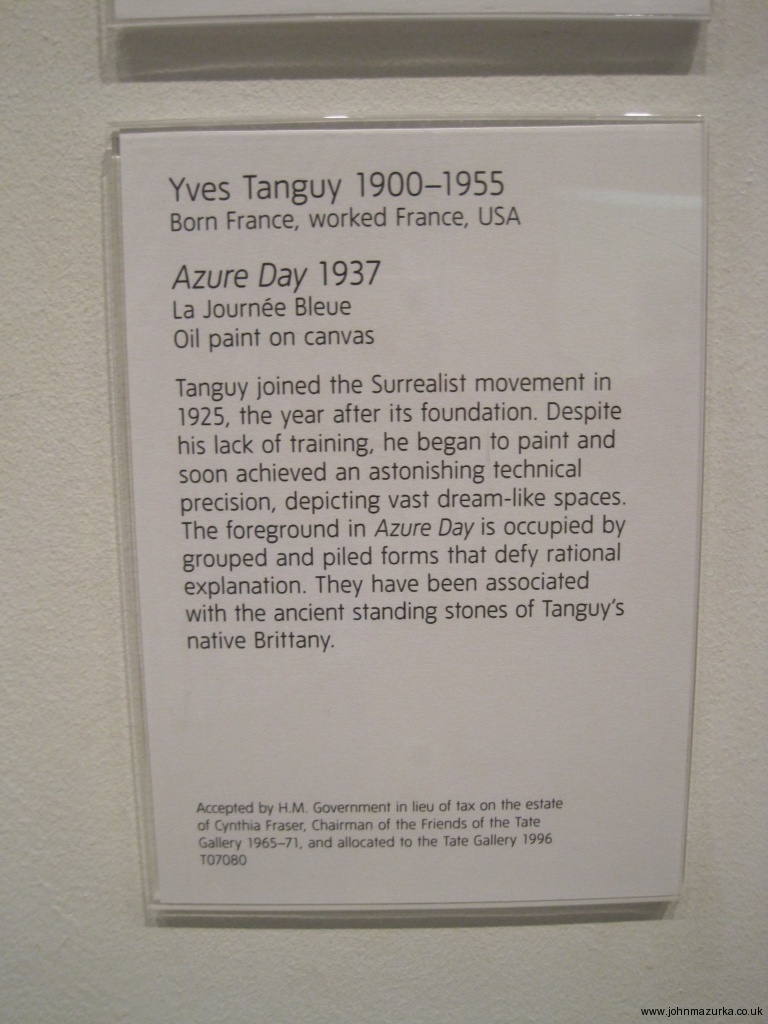 Yves Tanguy 1900–1955
Born France, worked France, USA
Azure Day 1937
La Journée Bleue
Oil paint on canvas
Tanguy joined the Surrealist movement in
1925, the year after its foundation. Despite
his lack of training, he began to paint and
soon achieved an astonishing technical
precision, depicting vast dream-like spaces.
The foreground in Azure Day is occupied by
grouped and piled forms that defy rational
explanation. They have been associated
with the ancient standing stones of Tanguy's
native Brittany.
Accepted by H.M. Government in lieu of tax on the estate
of Cynthia Fraser, Chairman of the Friends of the Tate
Gallery 1965–71, and allocated to the Tate Gallery 1996
T07080
www.johnmazurka.co.uk